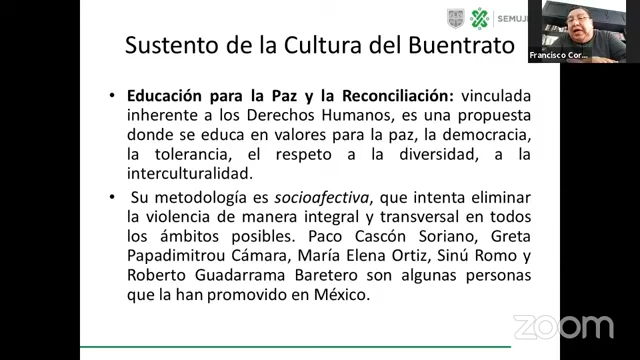 SEMUJE
Sustento de la Cultura del Buentrato
Francisco Cor...
• Educación para la Paz y la Reconciliación: vinculada
inherente a los Derechos Humanos, es una propuesta
donde se educa en valores para la paz, la democracia,
la tolerancia, el respeto a la diversidad, a la
interculturalidad.
• Su metodología es socioafectiva, que intenta eliminar
la violencia de manera integral y transversal en todos
los ámbitos posibles. Paco Cascón Soriano, Greta
Papadimitrou Cámara, María Elena Ortiz, Sinú Romo y
Roberto Guadarrama Baretero son algunas personas
que la han promovido en México.
zoom